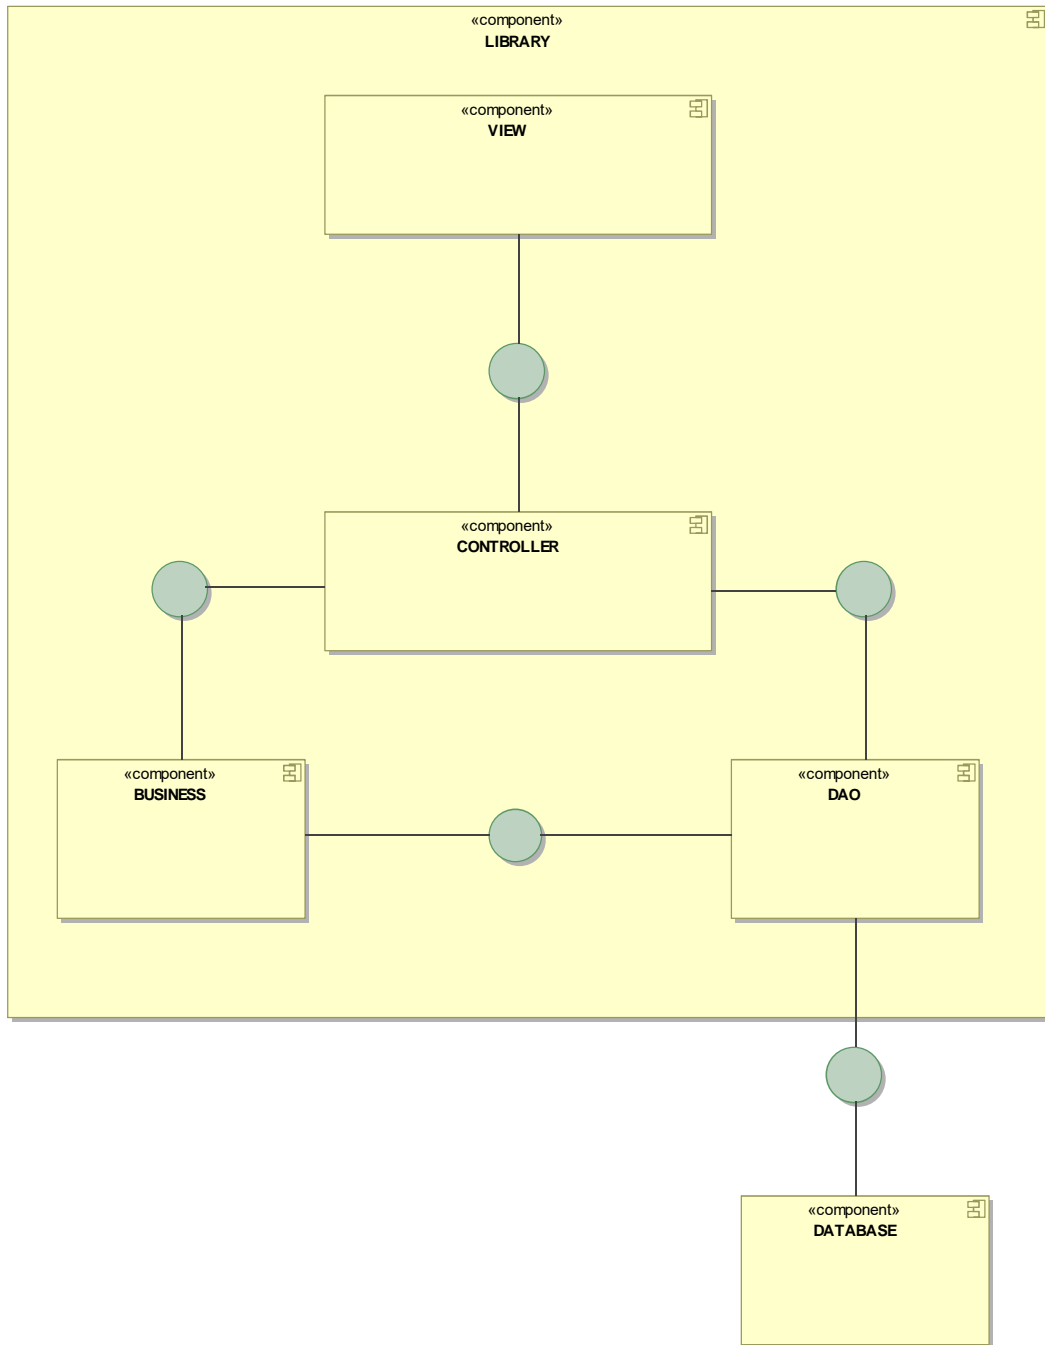 «component»
LIBRARY
«component»
VIEW
«component»
CONTROLLER
«component»
BUSINESS
«component»
DAO
«component»
DATABASE